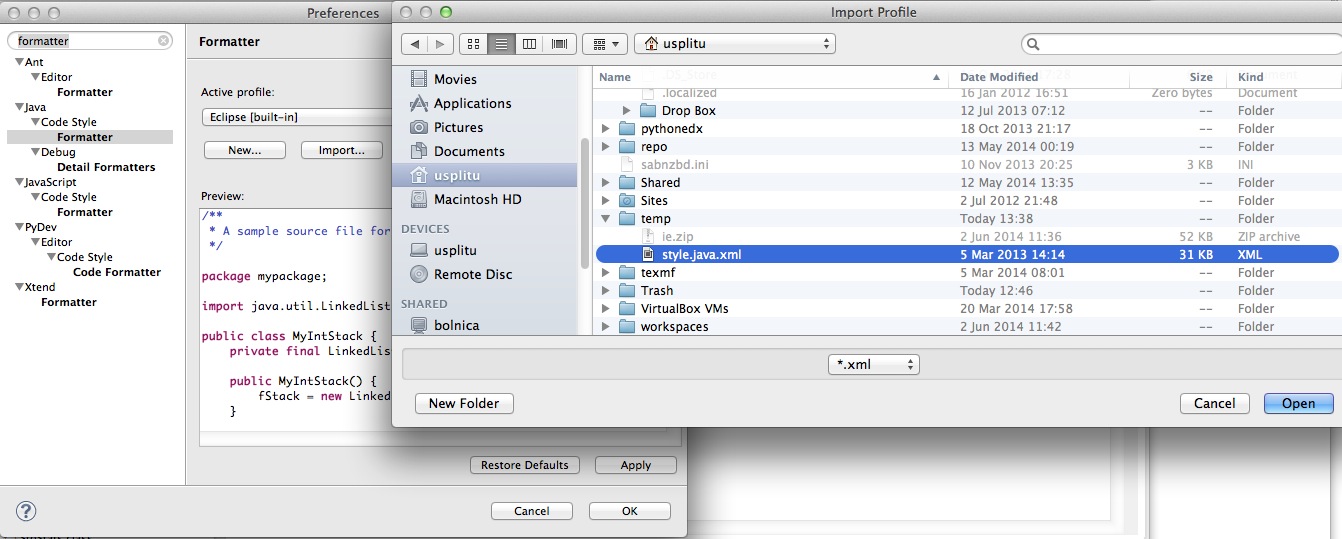 Preferences
formatter
Ant
Editor
Formatter
Java
Code Style
Formatter
Debug
Detail Formatters
JavaScript
Code Style
Formatter
PyDev
Editor
Code Style
Code Formatter
Xtend
Formatter
Formatter
Active profile:
Eclipse [built-in]
New...
Import...
Preview:
/**
* A sample source file for
*/
package mypackage;
import java.util.LinkedList
public class MyIntStack {
private final LinkedLis
public MyIntStack() {
fStack = new Linked
}
Restore Defaults
Apply
?
Cancel
OK
Import Profile
usplitu
Movies
Applications
Pictures
Documents
usplitu
Macintosh HD
DEVICES
usplitu
Remote Disc
SHARED
bolnica
Name Date Modified Size Kind
.DS_Store
.localized 16 Jan 2012 16:51 Zero bytes Document
Drop Box 12 Jul 2013 07:12 -- Folder
pythonedx 18 Oct 2013 21:17 -- Folder
repo 13 May 2014 00:19 -- Folder
sabnzbd.ini 10 Nov 2013 20:25 3 KB INI
Shared 12 May 2014 13:35 -- Folder
Sites 2 Jul 2012 21:48 -- Folder
temp Today 13:38 -- Folder
ie.zip 2 Jun 2014 11:36 52 KB ZIP archive
style.java.xml 5 Mar 2013 14:14 31 KB XML
texmf 5 Mar 2014 08:01 -- Folder
Trash Today 12:46 -- Folder
VirtualBox VMs 20 Mar 2014 17:58 -- Folder
workspaces 2 Jun 2014 11:42 -- Folder
*.xml
New Folder
Cancel
Open